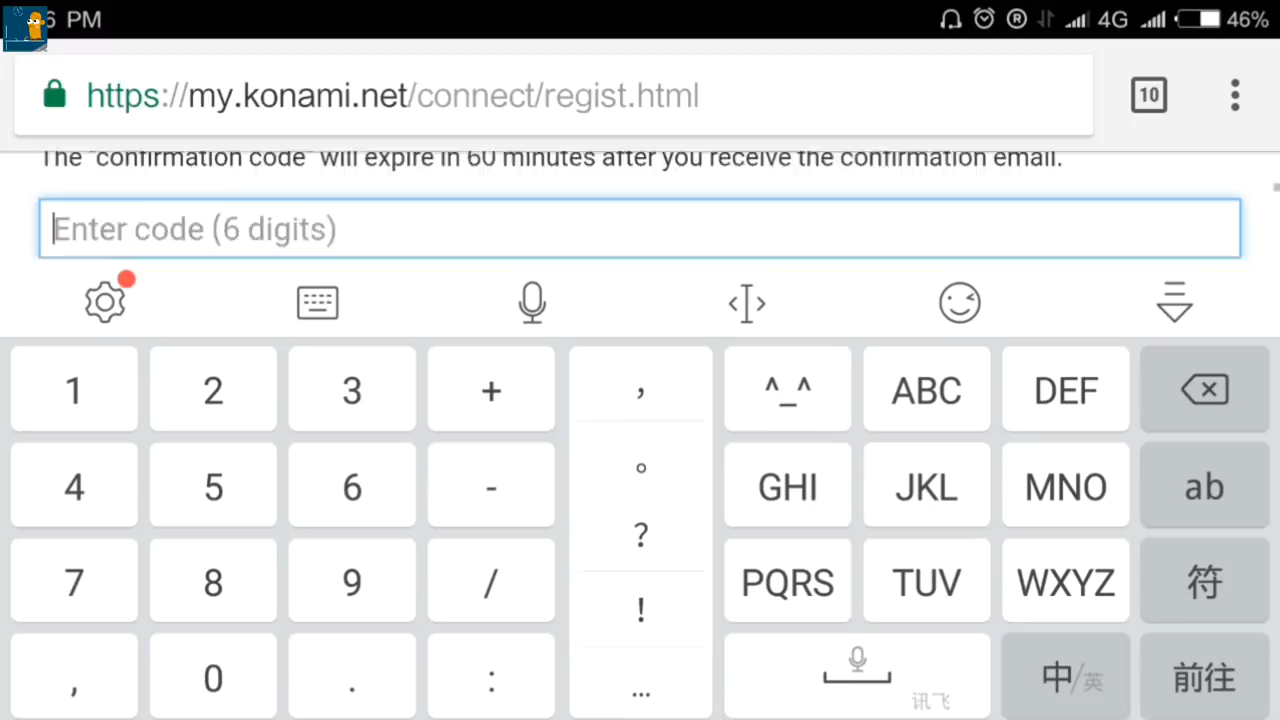 6 PM
4G 46%
https://my.konami.net/connect/regist.html
10
The "confirmation code" will expire in 60 minutes after you receive the confirmation email.
Enter code (6 digits)
1 2 3 + ， ^_^ ABC DEF
4 5 6 - 。 GHI JKL MNO ab
？
7 8 9 / PQRS TUV WXYZ 符
！
, 0 . : … 讯飞 中/英 前往